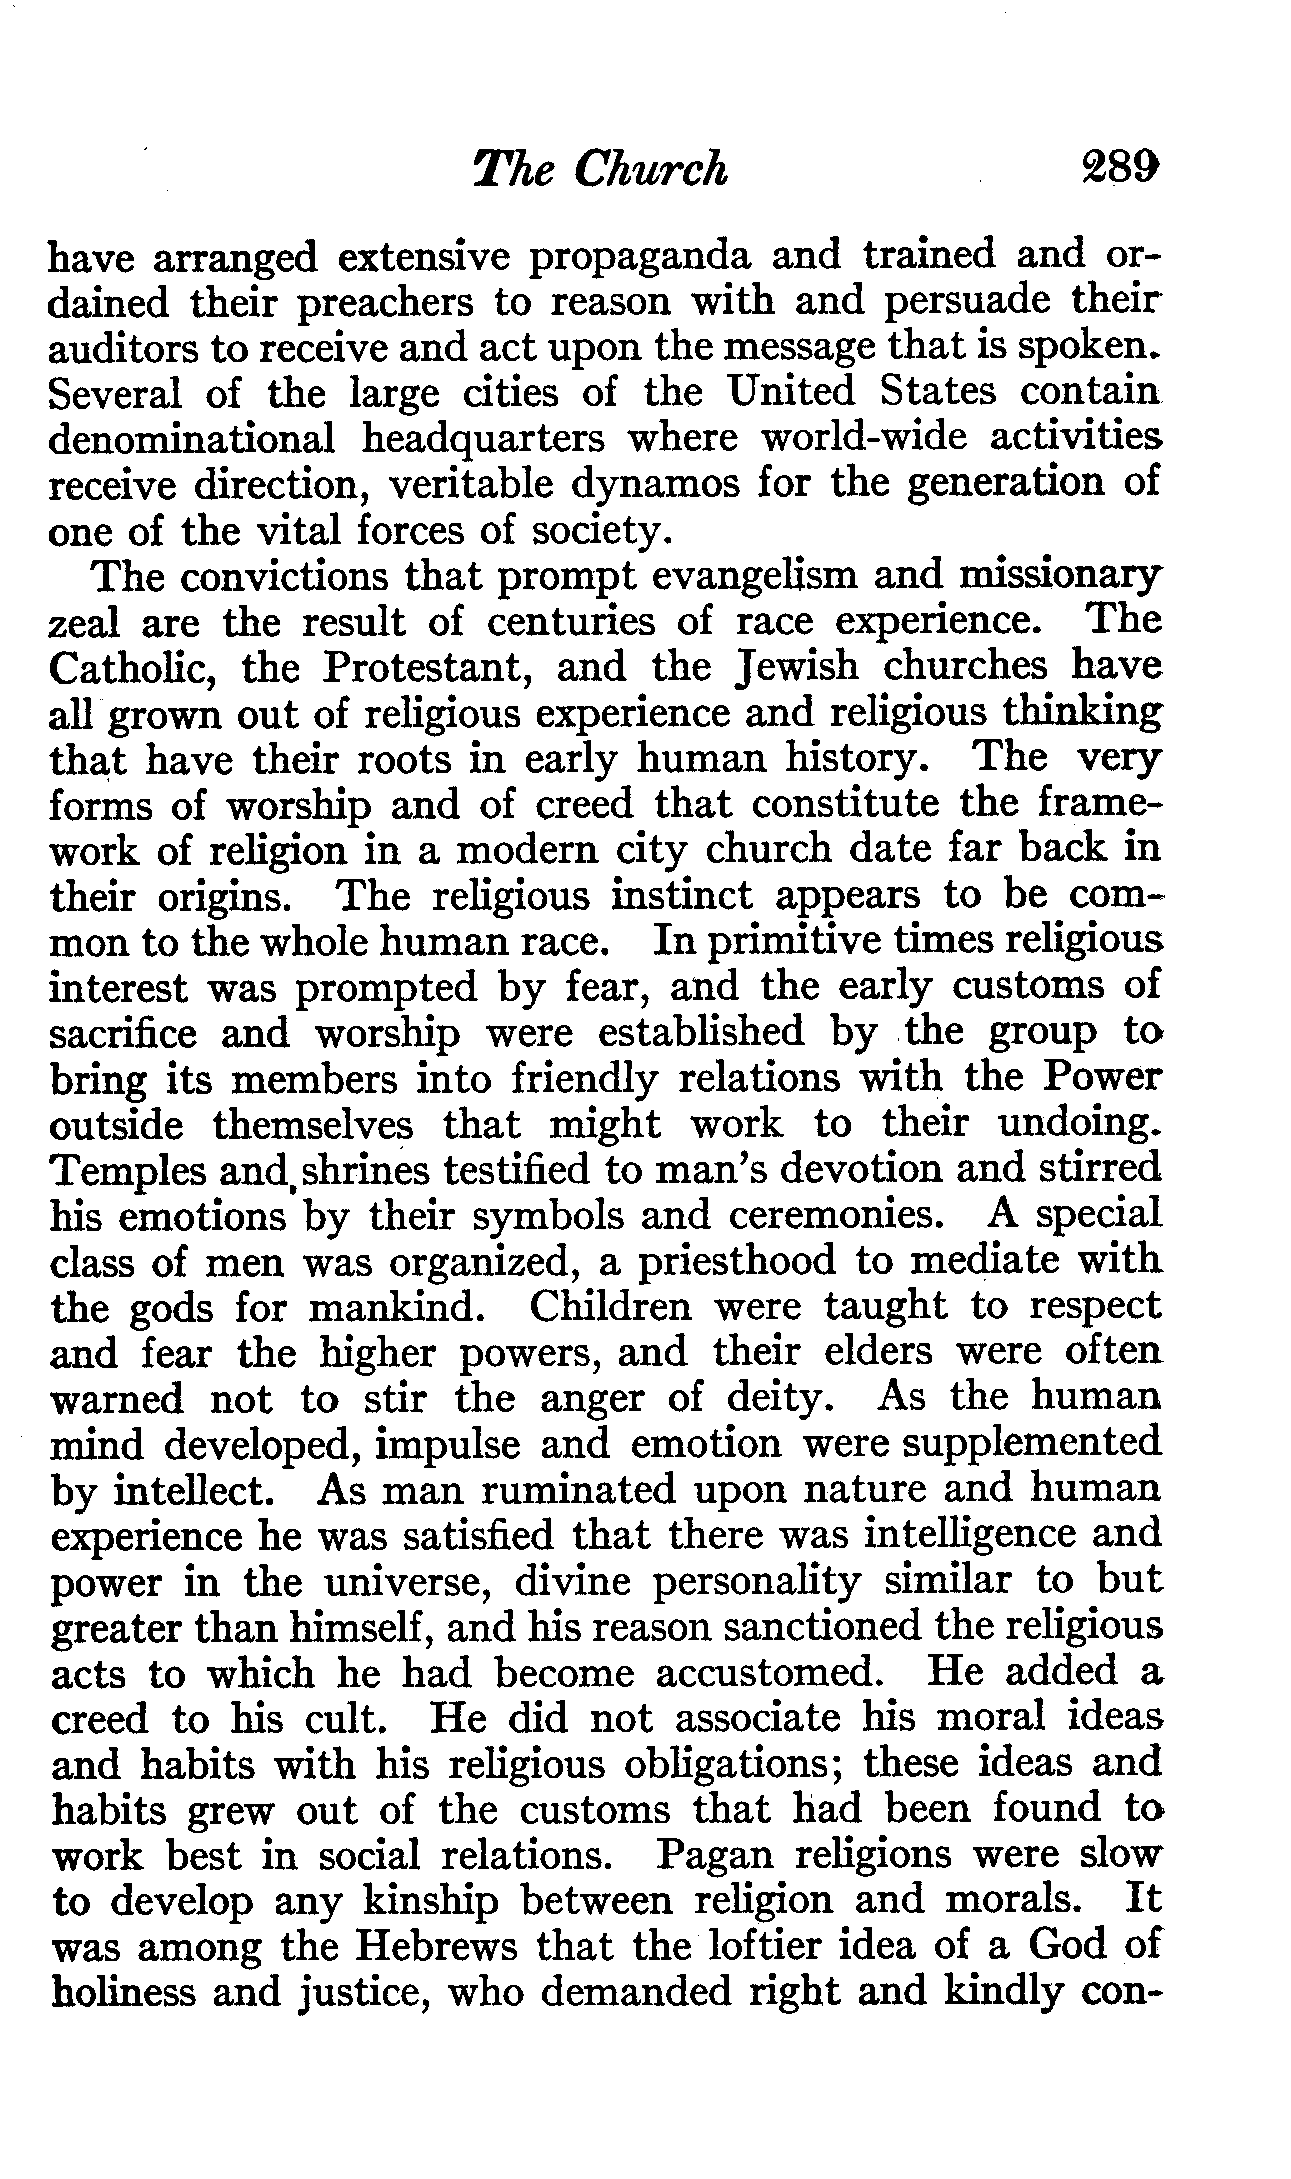 The Church 289
have arranged extensive propaganda and trained and or-
dained their preachers to reason with and persuade their
auditors to receive and act upon the message that is spoken.
Several of the large cities of the United States contain
denominational headquarters where world-wide activities
receive direction, veritable dynamos for the generation of
one of the vital forces of society.
The convictions that prompt evangelism and missionary
zeal are the result of centuries of race experience. The
Catholic, the Protestant, and the Jewish churches have
all grown out of religious experience and religious thinking
that have their roots in early human history. The very
forms of worship and of creed that constitute the frame-
work of religion in a modern city church date far back in
their origins. The religious instinct appears to be com-
mon to the whole human race. In primitive times religious
interest was prompted by fear, and the early customs of
sacrifice and worship were established by the group to
bring its members into friendly relations with the Power
outside themselves that might work to their undoing.
Temples and shrines testified to man's devotion and stirred
his emotions by their symbols and ceremonies. A special
class of men was organized, a priesthood to mediate with
the gods for mankind. Children were taught to respect
and fear the higher powers, and their elders were often
warned not to stir the anger of deity. As the human
mind developed, impulse and emotion were supplemented
by intellect. As man ruminated upon nature and human
experience he was satisfied that there was intelligence and
power in the universe, divine personality similar to but
greater than himself, and his reason sanctioned the religious
acts to which he had become accustomed. He added a
creed to his cult. He did not associate his moral ideas
and habits with his religious obligations; these ideas and
habits grew out of the customs that had been found to
work best in social relations. Pagan religions were slow
to develop any kinship between religion and morals. It
was among the Hebrews that the loftier idea of a God of
holiness and justice, who demanded right and kindly con-